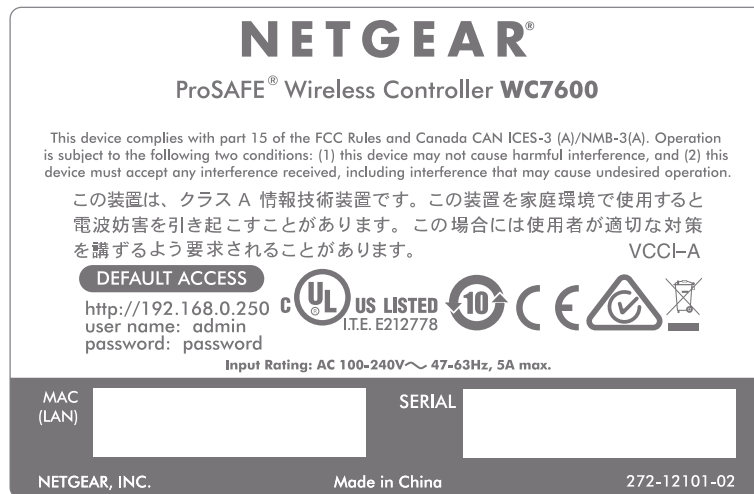 NETGEAR®
ProSAFE® Wireless Controller WC7600
This device complies with part 15 of the FCC Rules and Canada CAN ICES-3 (A)/NMB-3(A). Operation
is subject to the following two conditions: (1) this device may not cause harmful interference, and (2) this
device must accept any interference received, including interference that may cause undesired operation.
この装置は、クラス A 情報技術装置です。この装置を家庭環境で使用すると
電波妨害を引き起こすことがあります。この場合には使用者が適切な対策
を講ずるよう要求されることがあります。 VCCI-A
DEFAULT ACCESS
http://192.168.0.250
user name: admin
password: password
C UL® US LISTED
I.T.E. E212778
10
CE
Input Rating: AC 100-240V～ 47-63Hz, 5A max.
MAC
(LAN)
SERIAL
NETGEAR, INC. Made in China 272-12101-02